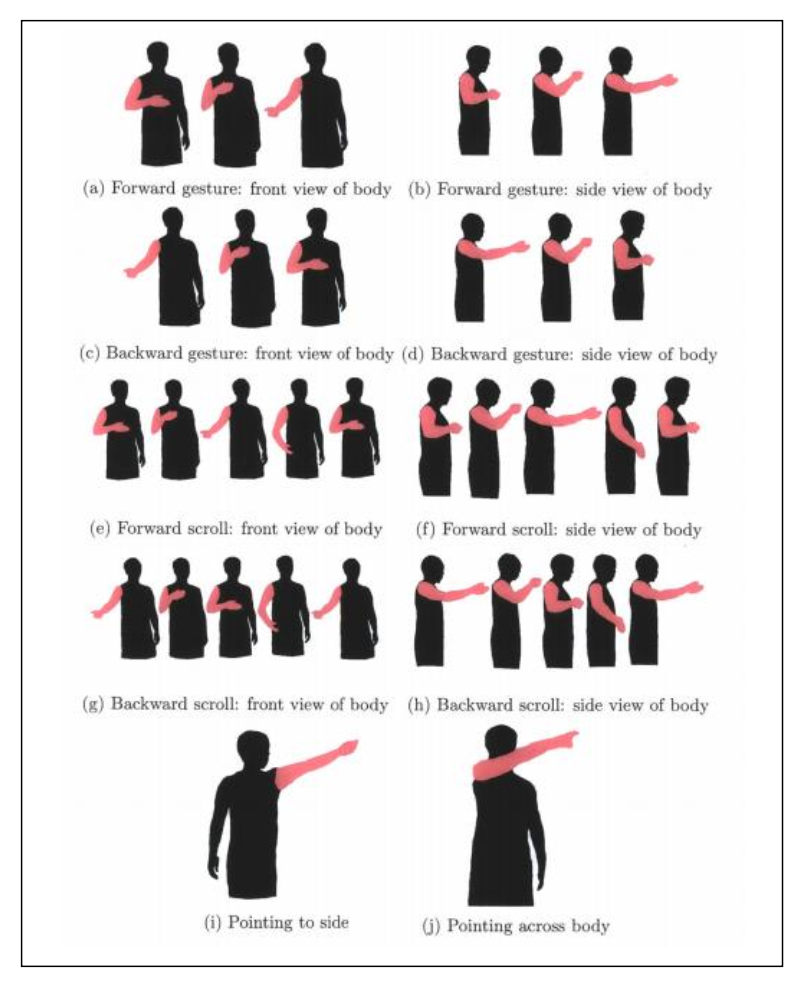 (a) Forward gesture: front view of body (b) Forward gesture: side view of body
(c) Backward gesture: front view of body (d) Backward gesture: side view of body
(e) Forward scroll: front view of body (f) Forward scroll: side view of body
(g) Backward scroll: front view of body (h) Backward scroll: side view of body
(i) Pointing to side (j) Pointing across body